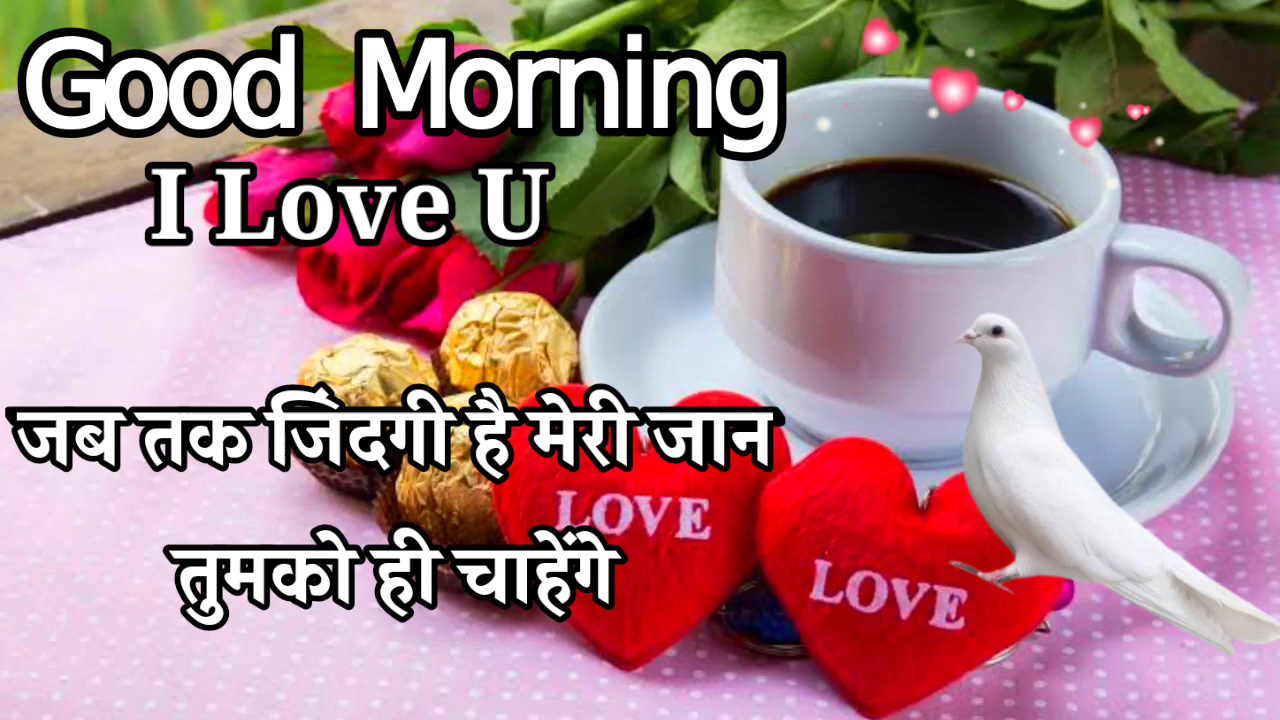 Good Morning
I Love U
जब तक जिंदगी है मेरी जान
तुमको ही चाहेंगे
LOVE
LOVE